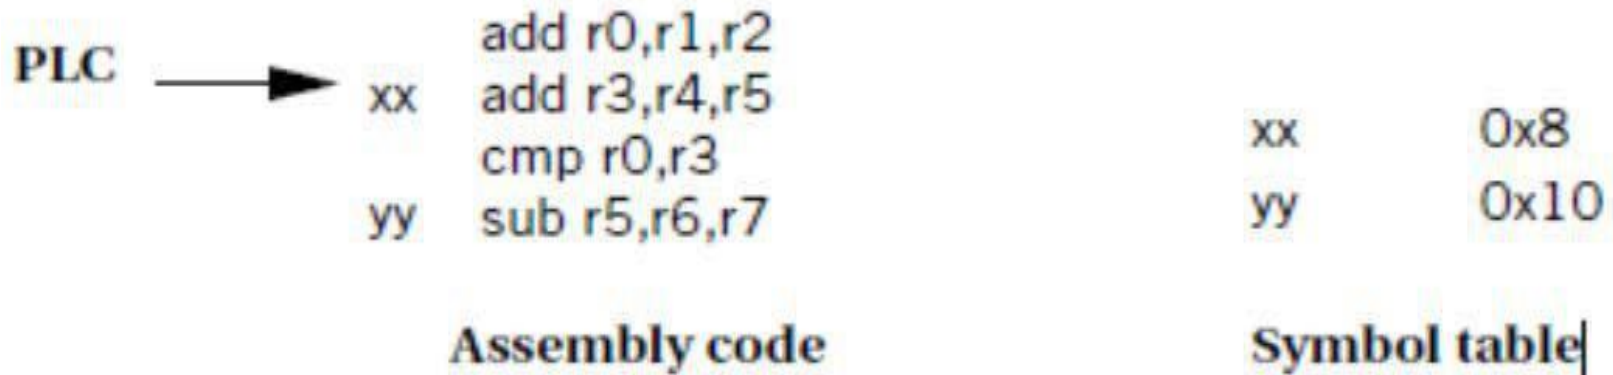 add r0,r1,r2
PLC
xx add r3,r4,r5
cmp r0,r3
yy sub r5,r6,r7
xx 0x8
yy 0x10
Assembly code
Symbol table